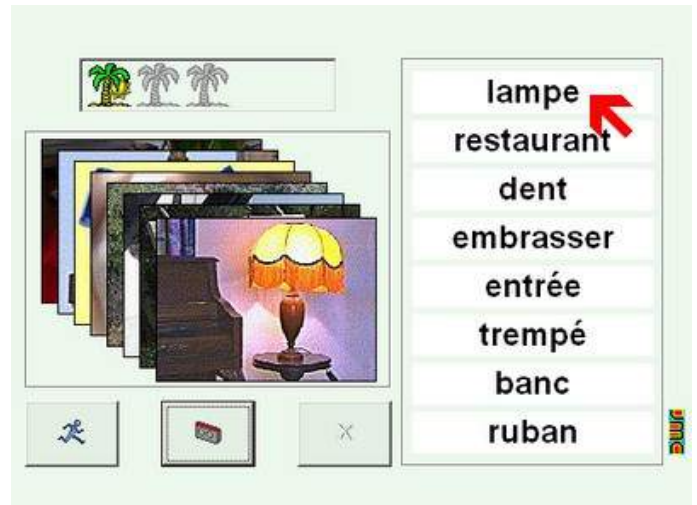 lampe
restaurant
dent
embrasser
entrée
trempé
banc
ruban